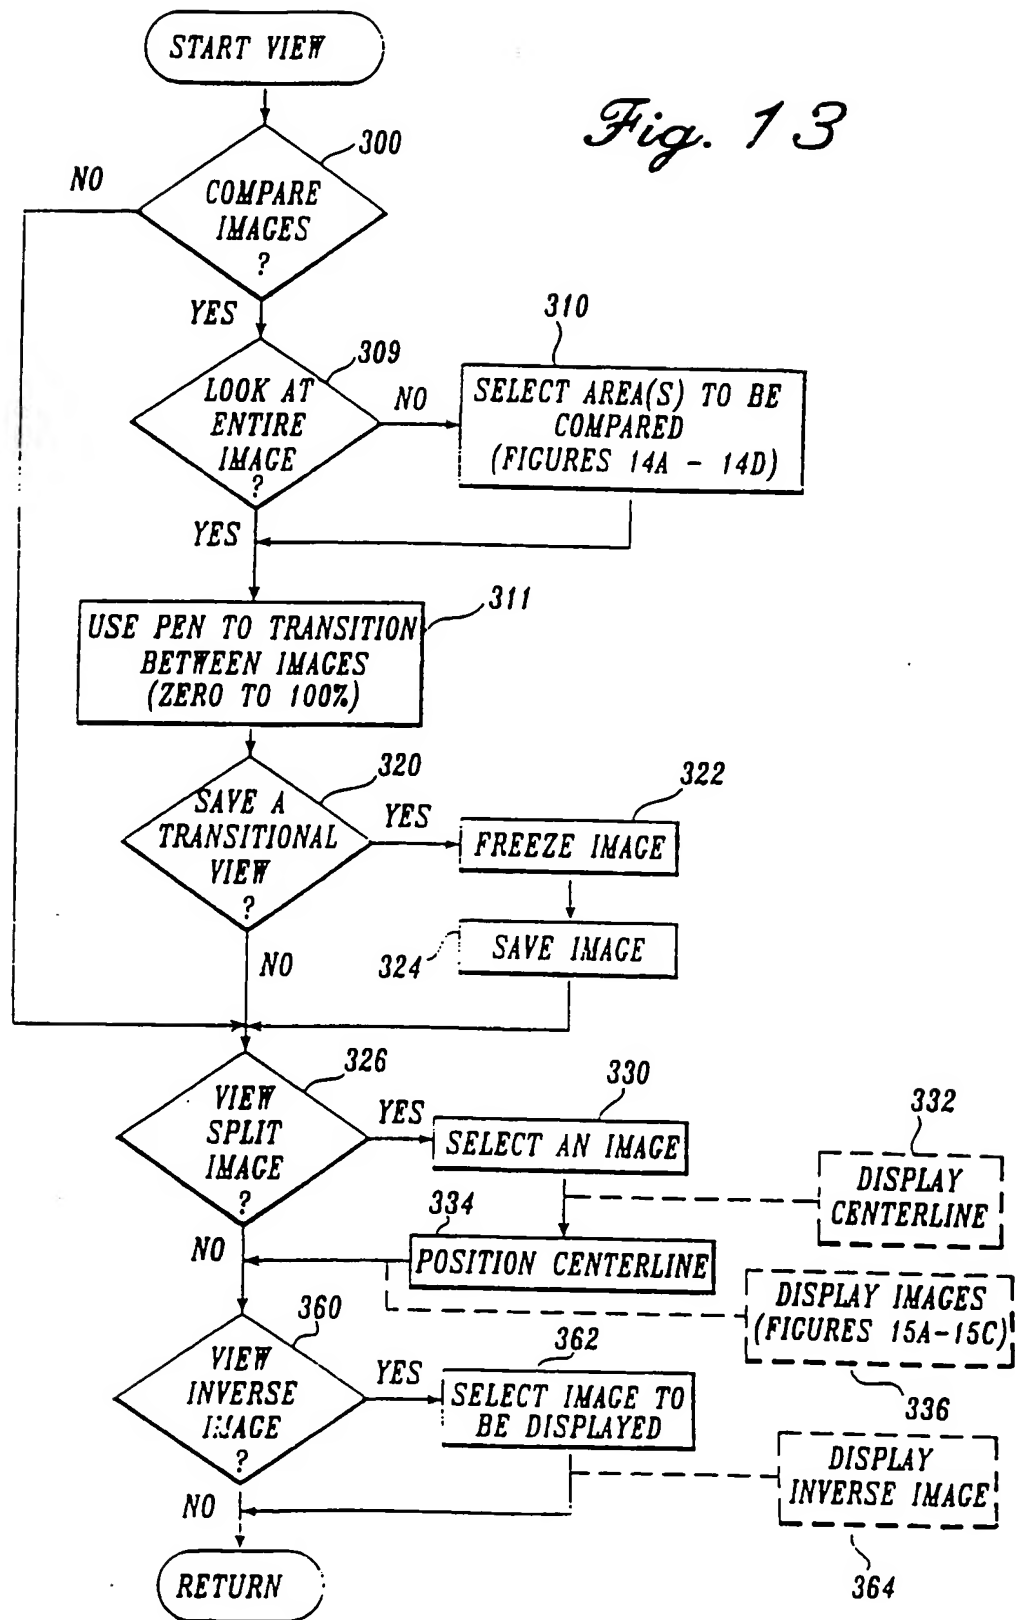 START VIEW
Fig. 13
300
NO
COMPARE
IMAGES
?
YES
309
310
LOOK AT
ENTIRE
IMAGE
?
NO
SELECT AREA(S) TO BE
COMPARED
(FIGURES 14A - 14D)
YES
311
USE PEN TO TRANSITION
BETWEEN IMAGES
(ZERO TO 100%)
320
322
SAVE A
TRANSITIONAL
VIEW
?
YES
FREEZE IMAGE
324
SAVE IMAGE
NO
326
330
332
VIEW
SPLIT
IMAGE
?
YES
SELECT AN IMAGE
DISPLAY
CENTERLINE
334
NO
POSITION CENTERLINE
DISPLAY IMAGES
(FIGURES 15A-15C)
336
360
362
VIEW
INVERSE
IMAGE
?
YES
SELECT IMAGE TO
BE DISPLAYED
DISPLAY
INVERSE IMAGE
364
NO
RETURN